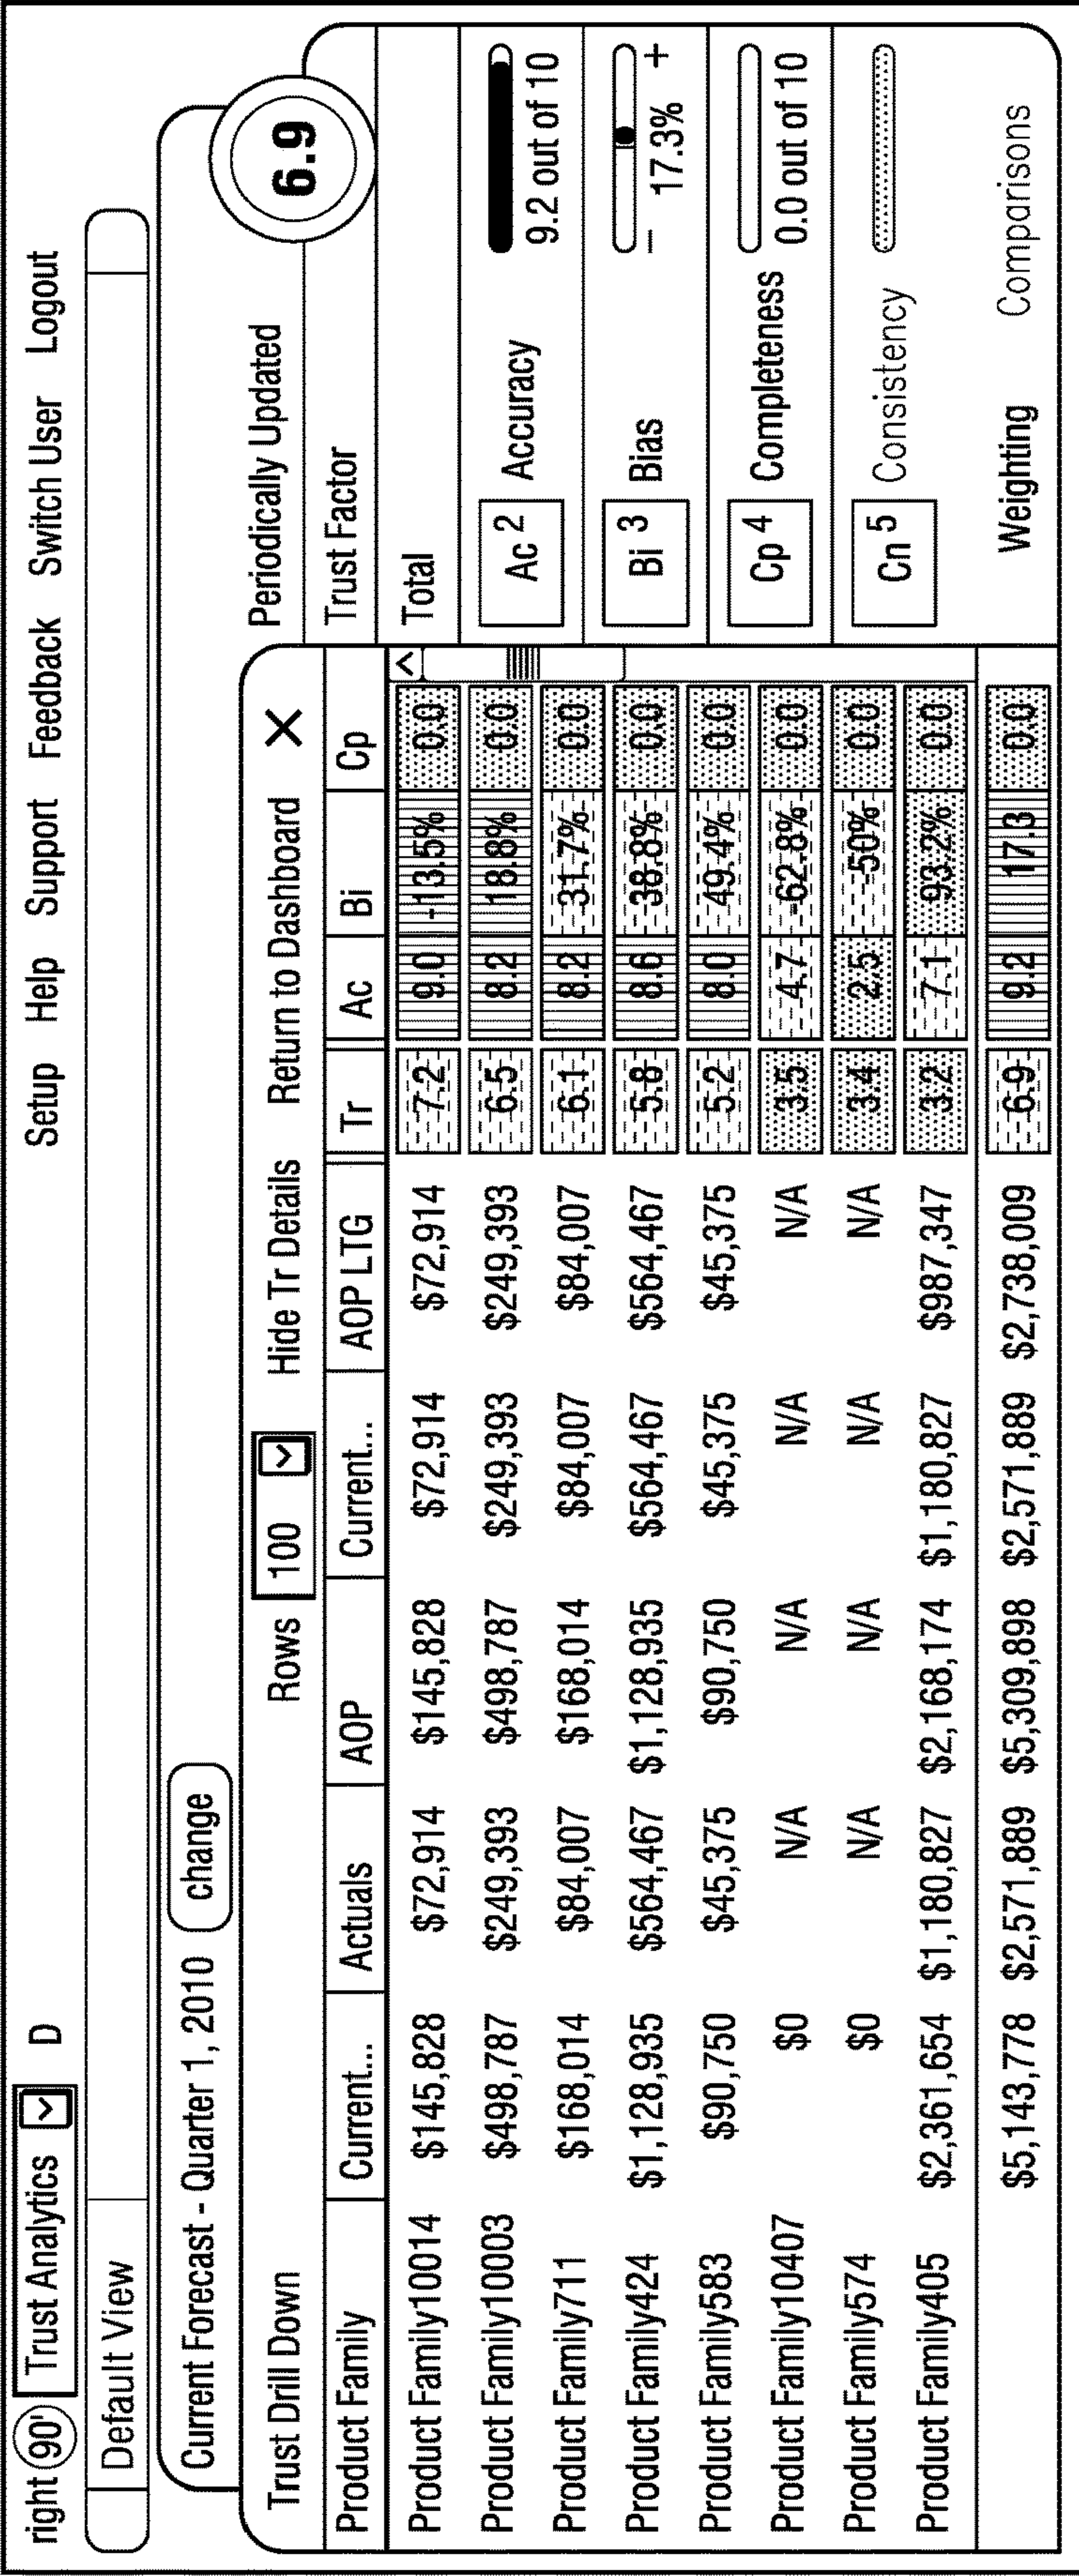 right 90' Trust Analytics D Setup Help Support Feedback Switch User Logout
Default View
Current Forecast - Quarter 1, 2010 change
Trust Drill Down Rows 100 Hide Tr Details Return to Dashboard X
Product Family Current... Actuals AOP Current... AOP LTG Tr Ac Bi Cp
Product Family10014 $145,828 $72,914 $145,828 $72,914 $72,914 7.2 9.0 -13.5% 0.0
Product Family10003 $498,787 $249,393 $498,787 $249,393 $249,393 6.5 8.2 18.8% 0.0
Product Family711 $168,014 $84,007 $168,014 $84,007 $84,007 6.1 8.2 31.7% 0.0
Product Family424 $1,128,935 $564,467 $1,128,935 $564,467 $564,467 5.8 8.6 38.8% 0.0
Product Family583 $90,750 $45,375 $90,750 $45,375 $45,375 5.2 8.0 49.4% 0.0
Product Family10407 $0 N/A N/A N/A N/A 3.5 4.7 -62.8% 0.0
Product Family574 $0 N/A N/A N/A N/A 3.4 2.5 -50% 0.0
Product Family405 $2,361,654 $1,180,827 $2,168,174 $1,180,827 $987,347 3.2 7.1 93.2% 0.0
$5,143,778 $2,571,889 $5,309,898 $2,571,889 $2,738,009 6.9 9.2 17.3 0.0
Periodically Updated
6.9
Trust Factor
Total
Ac 2 Accuracy
9.2 out of 10
Bi 3 Bias
− 17.3% +
Cp 4 Completeness
0.0 out of 10
Cn 5 Consistency
Weighting Comparisons